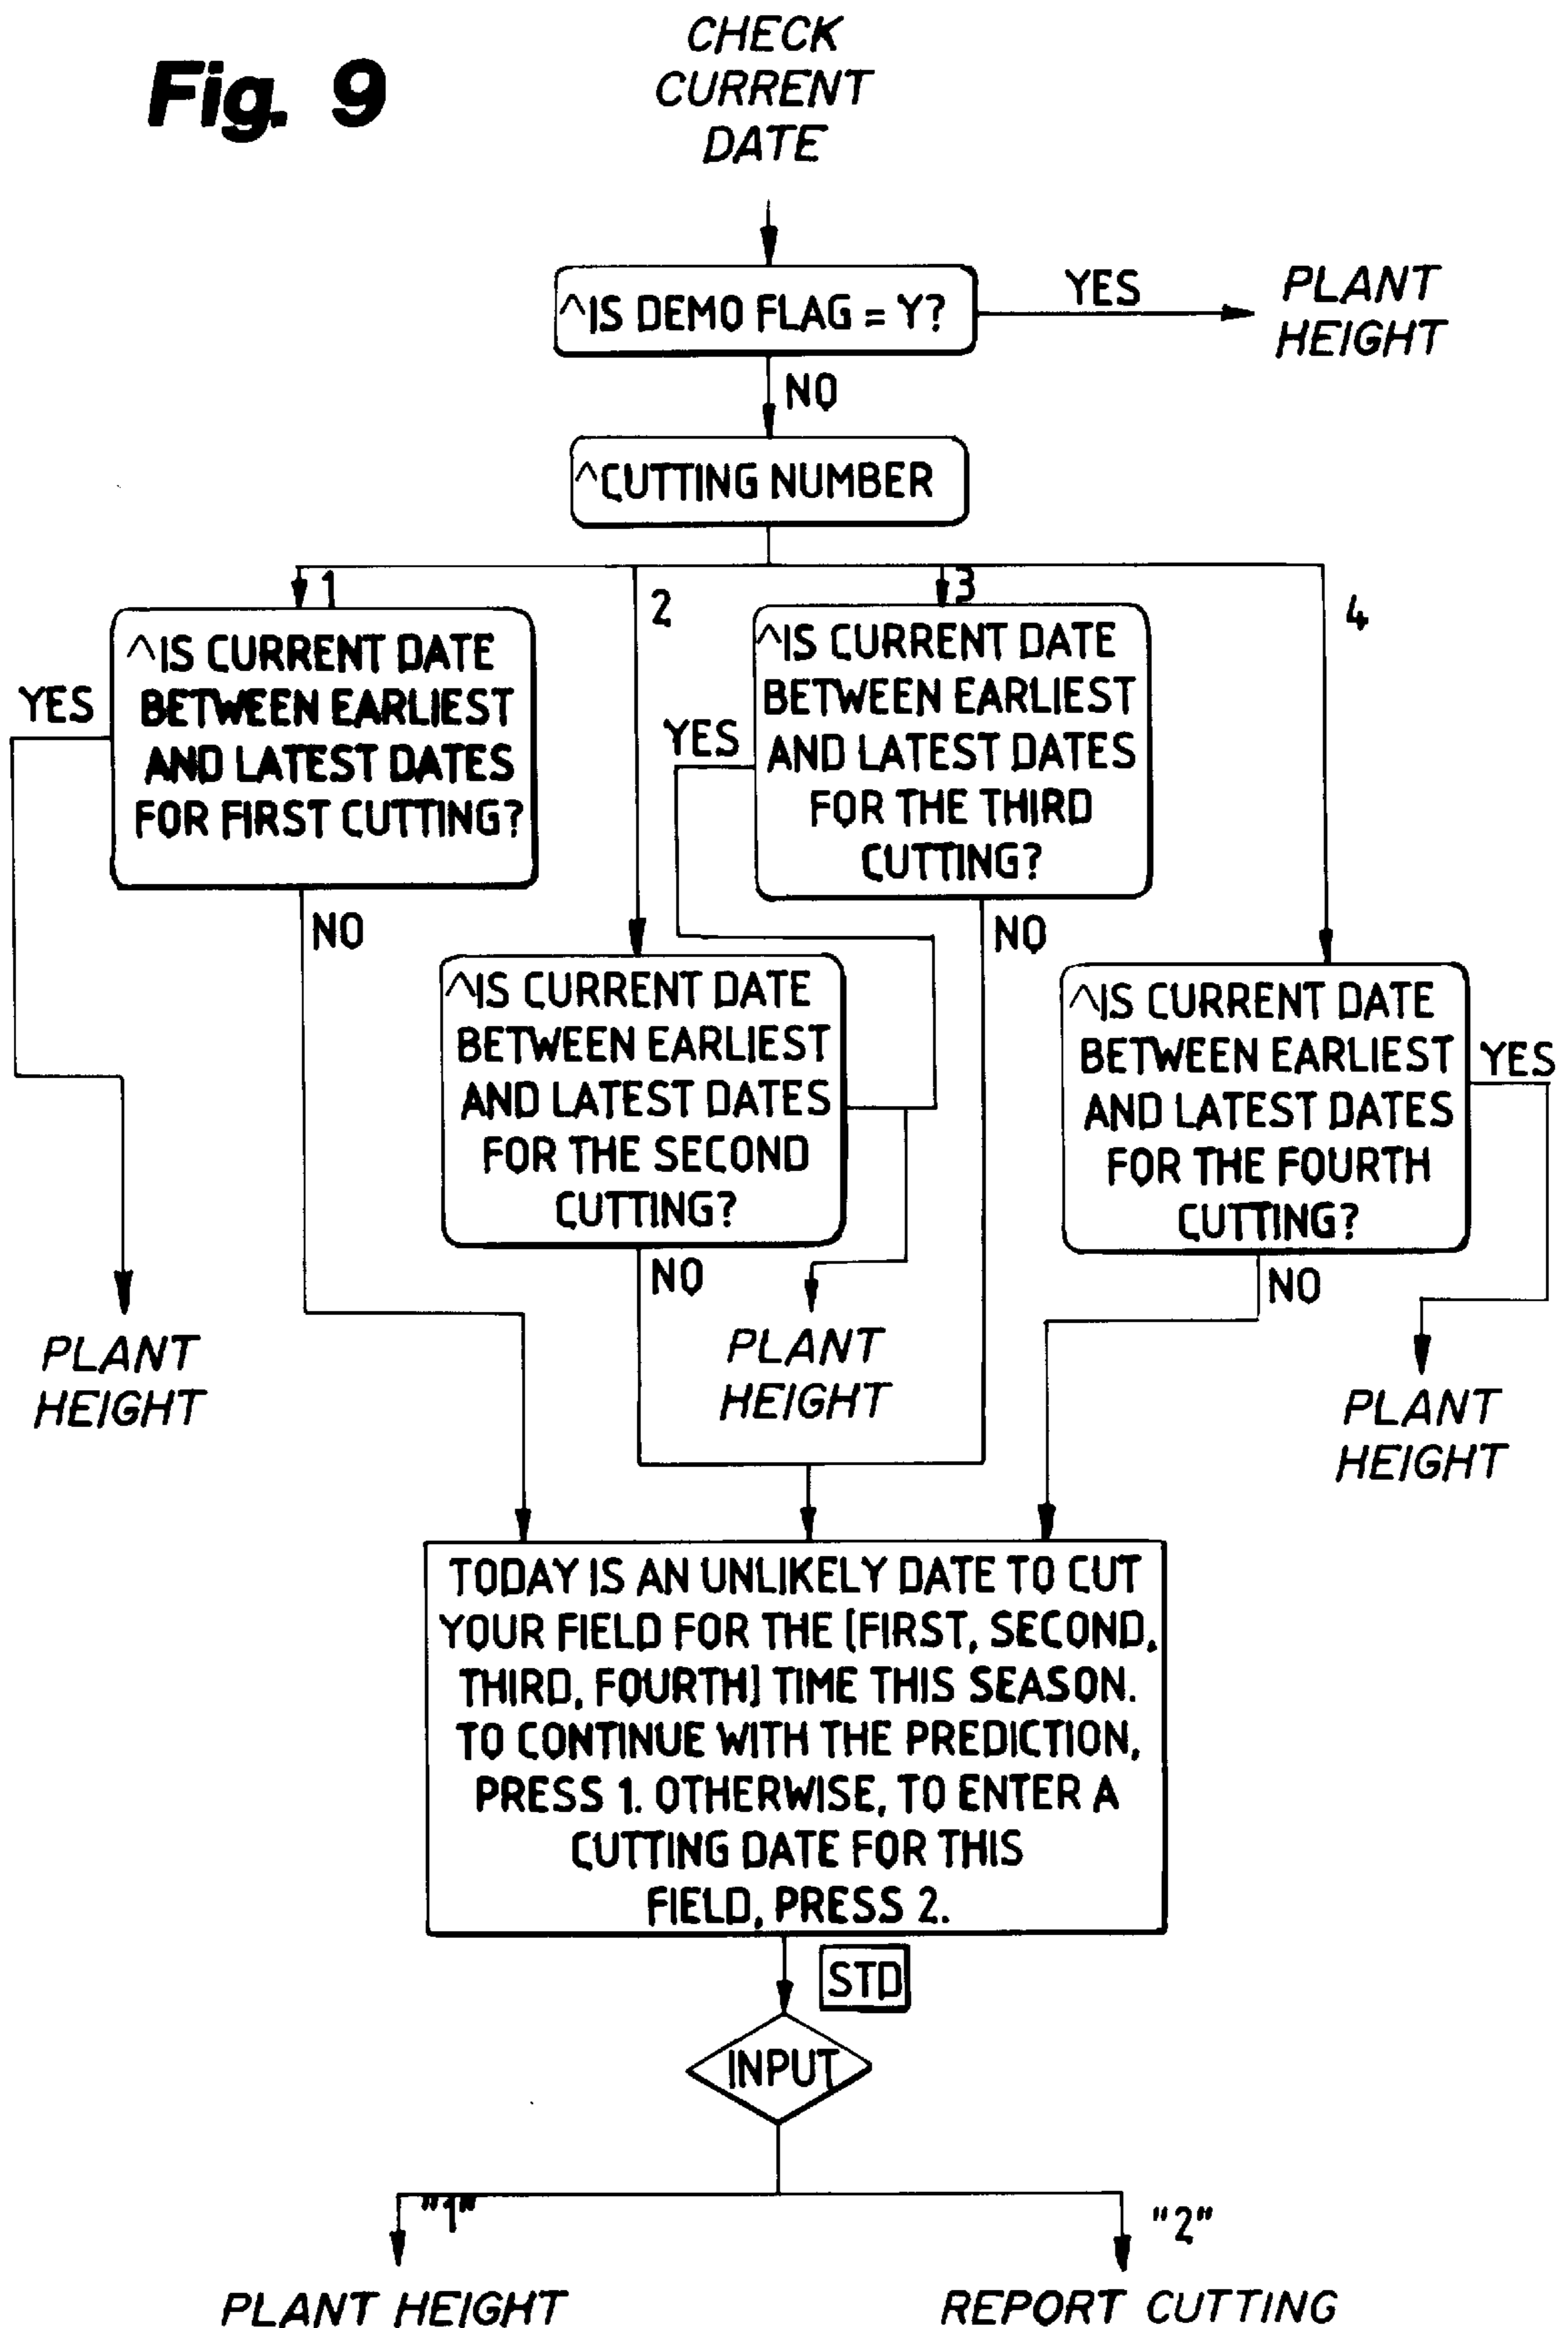 Fig. 9
CHECK
CURRENT
DATE
^IS DEMO FLAG = Y?
YES
PLANT
HEIGHT
NO
^CUTTING NUMBER
1
2
3
4
^IS CURRENT DATE
BETWEEN EARLIEST
AND LATEST DATES
FOR FIRST CUTTING?
YES
NO
^IS CURRENT DATE
BETWEEN EARLIEST
AND LATEST DATES
FOR THE THIRD
CUTTING?
YES
NO
^IS CURRENT DATE
BETWEEN EARLIEST
AND LATEST DATES
FOR THE SECOND
CUTTING?
NO
^IS CURRENT DATE
BETWEEN EARLIEST
AND LATEST DATES
FOR THE FOURTH
CUTTING?
YES
NO
PLANT
HEIGHT
PLANT
HEIGHT
PLANT
HEIGHT
TODAY IS AN UNLIKELY DATE TO CUT
YOUR FIELD FOR THE [FIRST, SECOND,
THIRD, FOURTH] TIME THIS SEASON.
TO CONTINUE WITH THE PREDICTION,
PRESS 1. OTHERWISE, TO ENTER A
CUTTING DATE FOR THIS
FIELD, PRESS 2.
STD
INPUT
"1"
"2"
PLANT HEIGHT
REPORT CUTTING